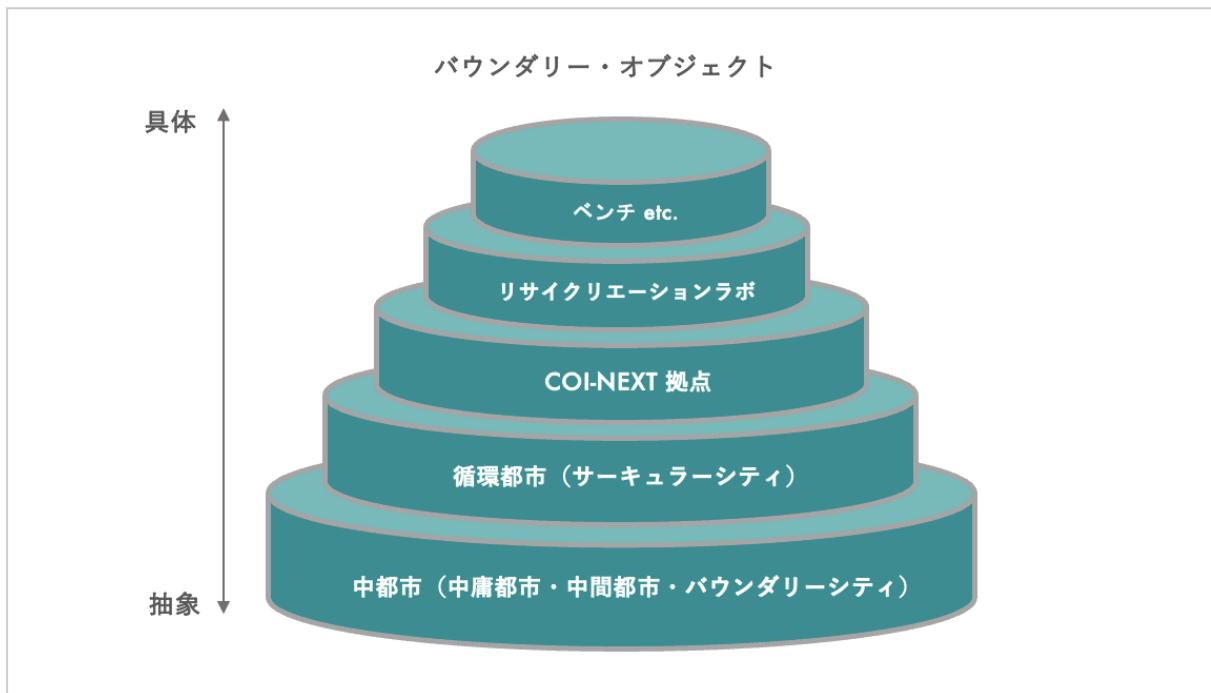 バウンダリー・オブジェクト
具体
ベンチ etc.
リサイクリエーションラボ
COI-NEXT 拠点
循環都市（サーキュラーシティ）
中都市（中庸都市・中間都市・バウンダリーシティ）
抽象